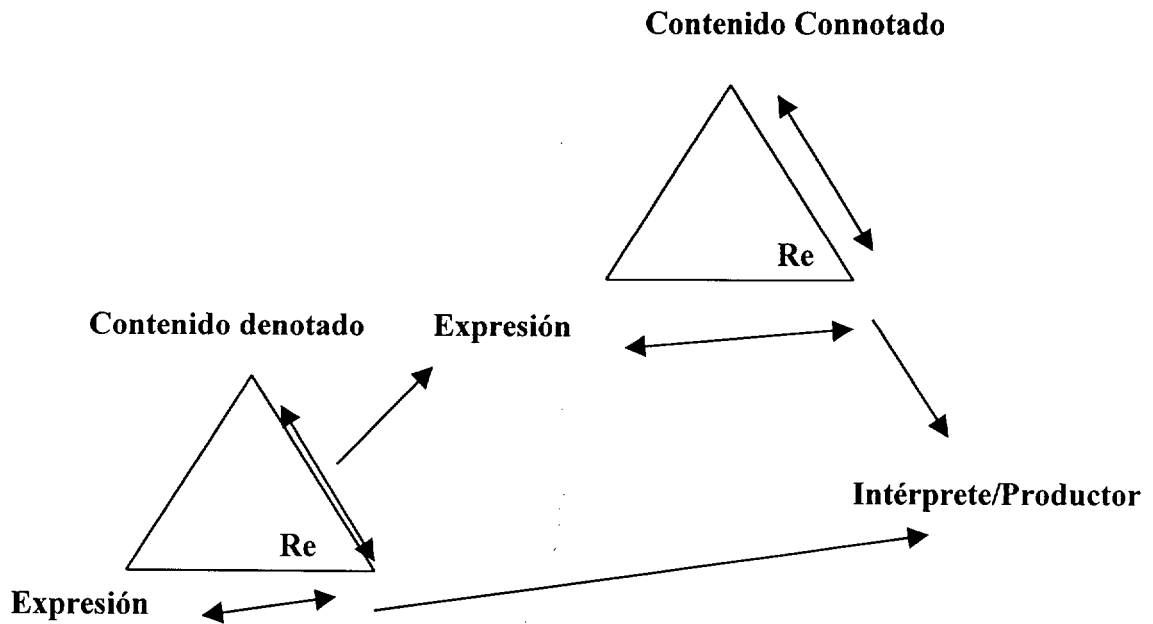 Contenido Connotado
Re
Contenido denotado
Expresión
Intérprete/Productor
Re
Expresión